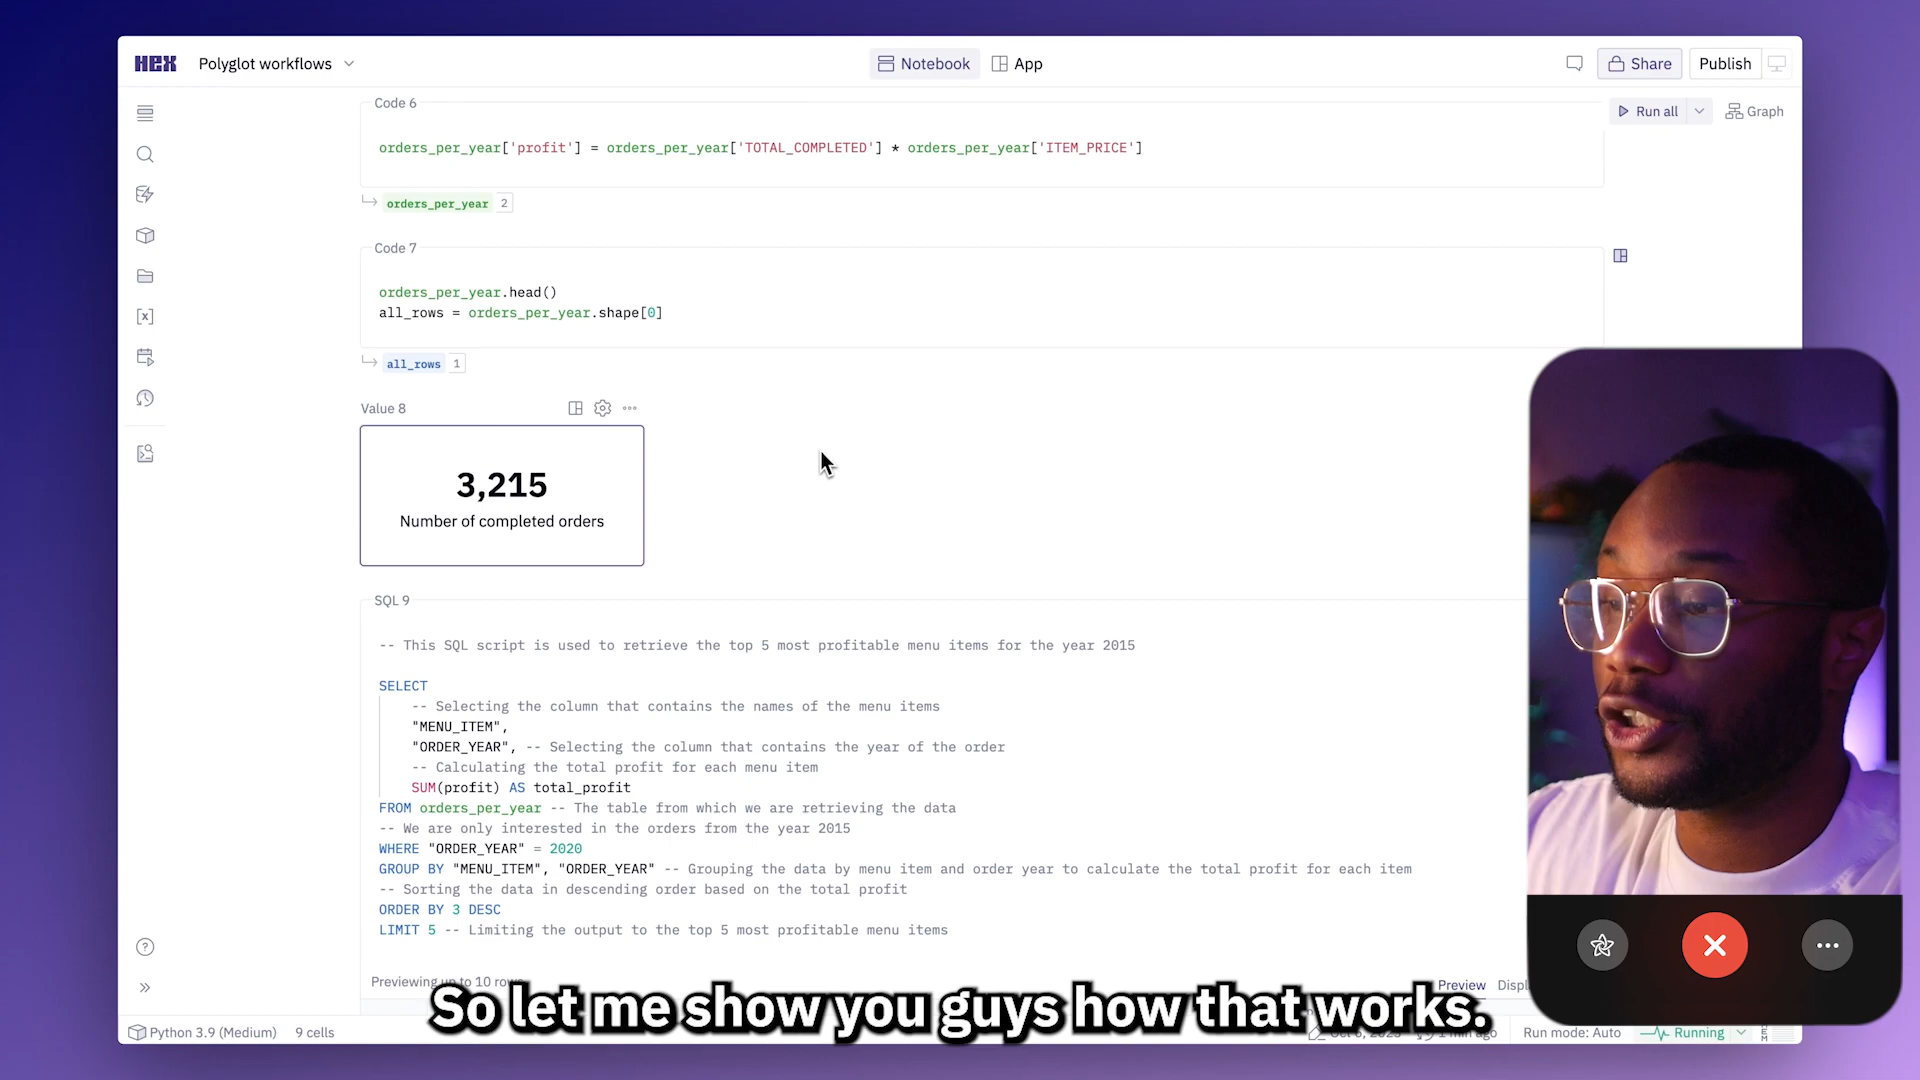 HEX
Polyglot workflows
Notebook
App
Share
Publish
Run all
Graph
Code 6
orders_per_year['profit'] = orders_per_year['TOTAL_COMPLETED'] * orders_per_year['ITEM_PRICE']
orders_per_year 2
Code 7
orders_per_year.head()
all_rows = orders_per_year.shape[0]
all_rows 1
Value 8
3,215
Number of completed orders
SQL 9
-- This SQL script is used to retrieve the top 5 most profitable menu items for the year 2015
SELECT
-- Selecting the column that contains the names of the menu items
"MENU_ITEM",
"ORDER_YEAR", -- Selecting the column that contains the year of the order
-- Calculating the total profit for each menu item
SUM(profit) AS total_profit
FROM orders_per_year -- The table from which we are retrieving the data
-- We are only interested in the orders from the year 2015
WHERE "ORDER_YEAR" = 2020
GROUP BY "MENU_ITEM", "ORDER_YEAR" -- Grouping the data by menu item and order year to calculate the total profit for each item
-- Sorting the data in descending order based on the total profit
ORDER BY 3 DESC
LIMIT 5 -- Limiting the output to the top 5 most profitable menu items
Previewing up to 10 rows
Preview
So let me show you guys how that works.
Python 3.9 (Medium)
9 cells
Run mode: Auto
Running